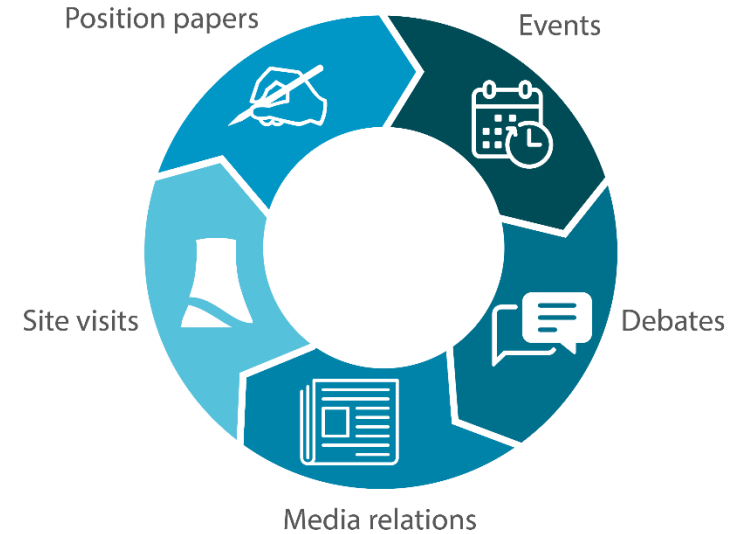 Position papers
Events
Site visits
Debates
Media relations